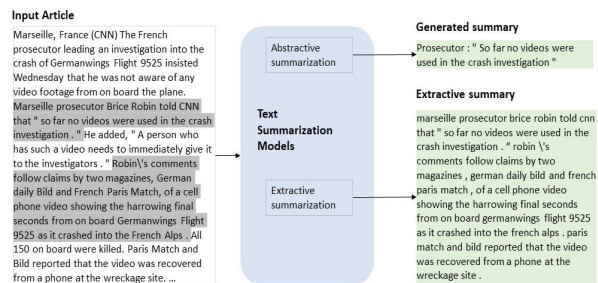 Input Article
Marseille, France (CNN) The French
prosecutor leading an investigation into the
crash of Germanwings Flight 9525 insisted
Wednesday that he was not aware of any
video footage from on board the plane.
Marseille prosecutor Brice Robin told CNN
that " so far no videos were used in the crash
investigation . " He added, " A person who
has such a video needs to immediately give it
to the investigators . " Robin\'s comments
follow claims by two magazines, German
daily Bild and French Paris Match, of a cell
phone video showing the harrowing final
seconds from on board Germanwings Flight
9525 as it crashed into the French Alps . All
150 on board were killed. Paris Match and
Bild reported that the video was recovered
from a phone at the wreckage site. ...
Abstractive
summarization
Text
Summarization
Models
Extractive
summarization
Generated summary
Prosecutor : " So far no videos were
used in the crash investigation "
Extractive summary
marseille prosecutor brice robin told cnn
that " so far no videos were used in the
crash investigation . " robin \'s
comments follow claims by two
magazines , german daily bild and french
paris match , of a cell phone video
showing the harrowing final seconds
from on board germanwings flight 9525
as it crashed into the french alps . paris
match and bild reported that the video
was recovered from a phone at the
wreckage site .